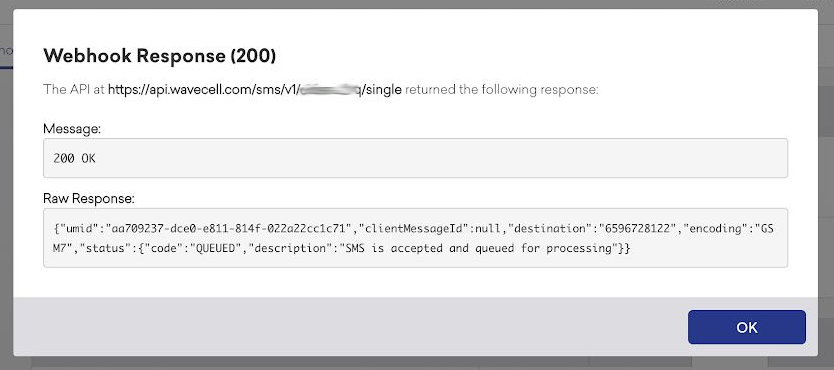 Webhook Response (200)
The API at https://api.wavecell.com/sms/v1/ q/single returned the following response:
Message:
200 OK
Raw Response:
{"umid":"aa709237-dce0-e811-814f-022a22cc1c71","clientMessageId":null,"destination":"6596728122","encoding":"GS
M7","status":{"code":"QUEUED","description":"SMS is accepted and queued for processing"}}
OK